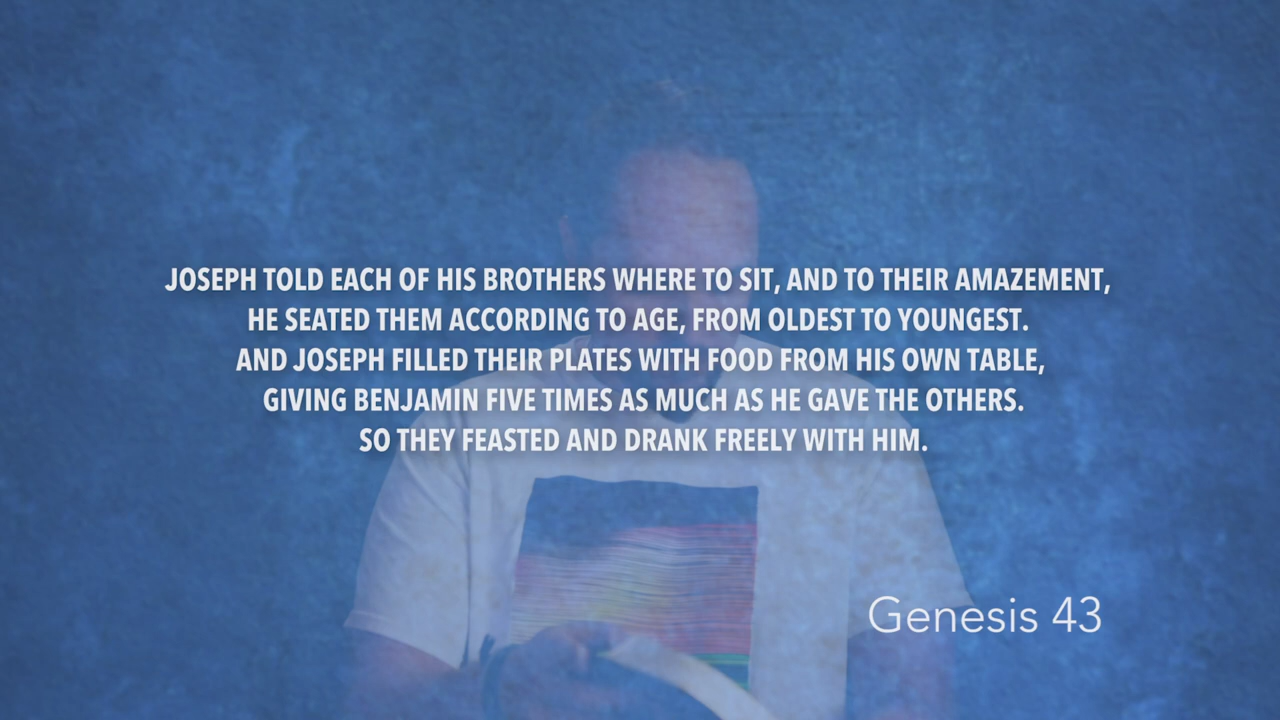 JOSEPH TOLD EACH OF HIS BROTHERS WHERE TO SIT, AND TO THEIR AMAZEMENT,
HE SEATED THEM ACCORDING TO AGE, FROM OLDEST TO YOUNGEST.
AND JOSEPH FILLED THEIR PLATES WITH FOOD FROM HIS OWN TABLE,
GIVING BENJAMIN FIVE TIMES AS MUCH AS HE GAVE THE OTHERS.
SO THEY FEASTED AND DRANK FREELY WITH HIM.
Genesis 43